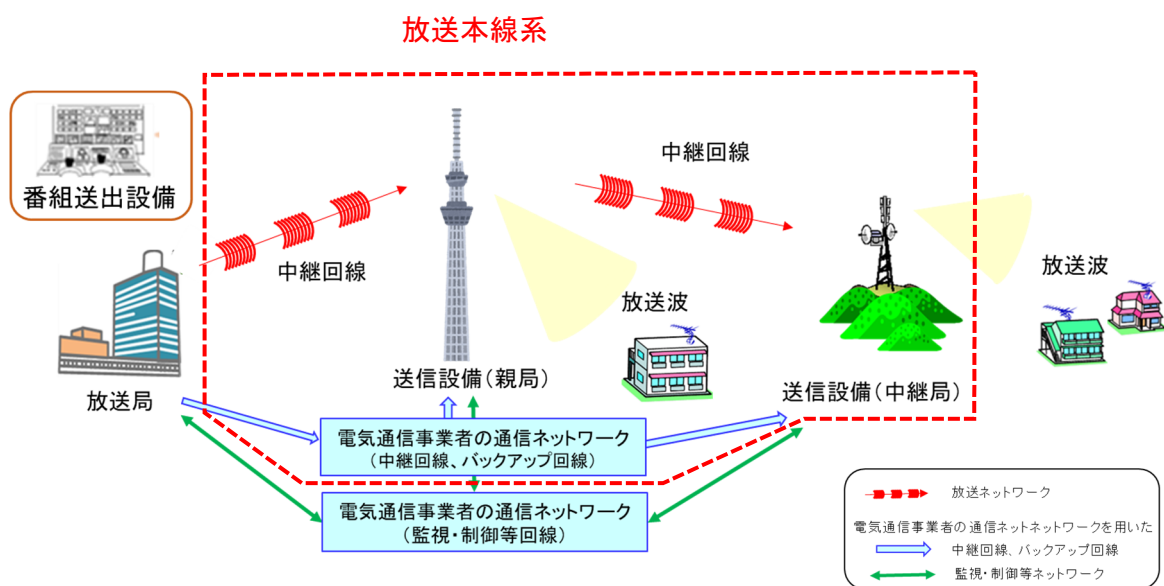 放送本線系
番組送出設備
中継回線
中継回線
放送波
放送波
放送局
送信設備(親局)
送信設備(中継局)
電気通信事業者の通信ネットワーク
(中継回線、バックアップ回線)
電気通信事業者の通信ネットワーク
(監視・制御等回線)
放送ネットワーク
電気通信事業者の通信ネットネットワークを用いた
中継回線、バックアップ回線
監視・制御等ネットワーク